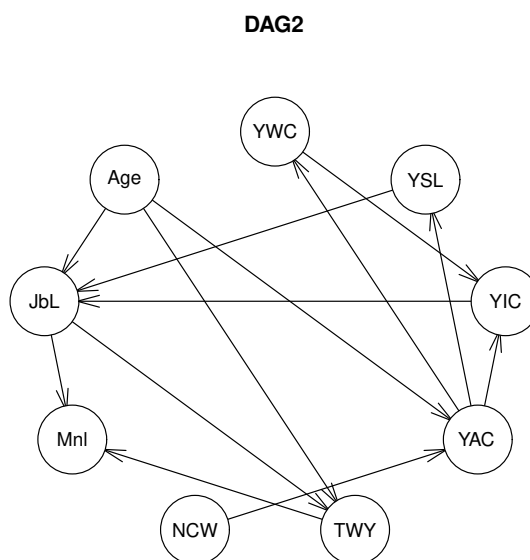 DAG2
YWC
Age
YSL
JbL
YIC
Mnl
YAC
NCW
TWY